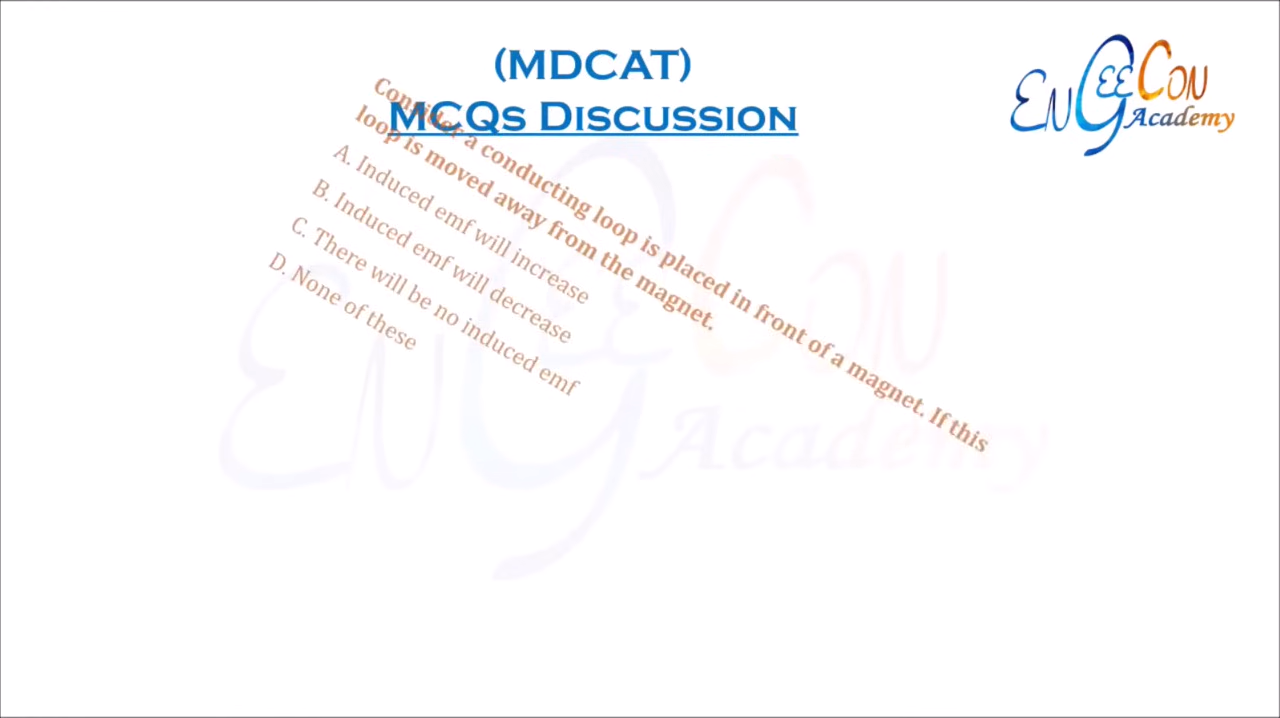 (MDCAT)
MCQs Discussion
EnGeeCon
Academy
Consider a conducting loop is placed in front of a magnet. If this
loop is moved away from the magnet.
A. Induced emf will increase
B. Induced emf will decrease
C. There will be no induced emf
D. None of these
EnGeeCon
Academy